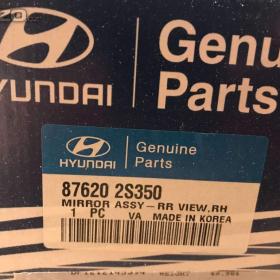 HYUNDAI
Genuine
Parts
HYUNDAI
Genuine
Parts
87620 2S350
MIRROR ASSY-RR VIEW,RH
1 PC VA MADE IN KOREA